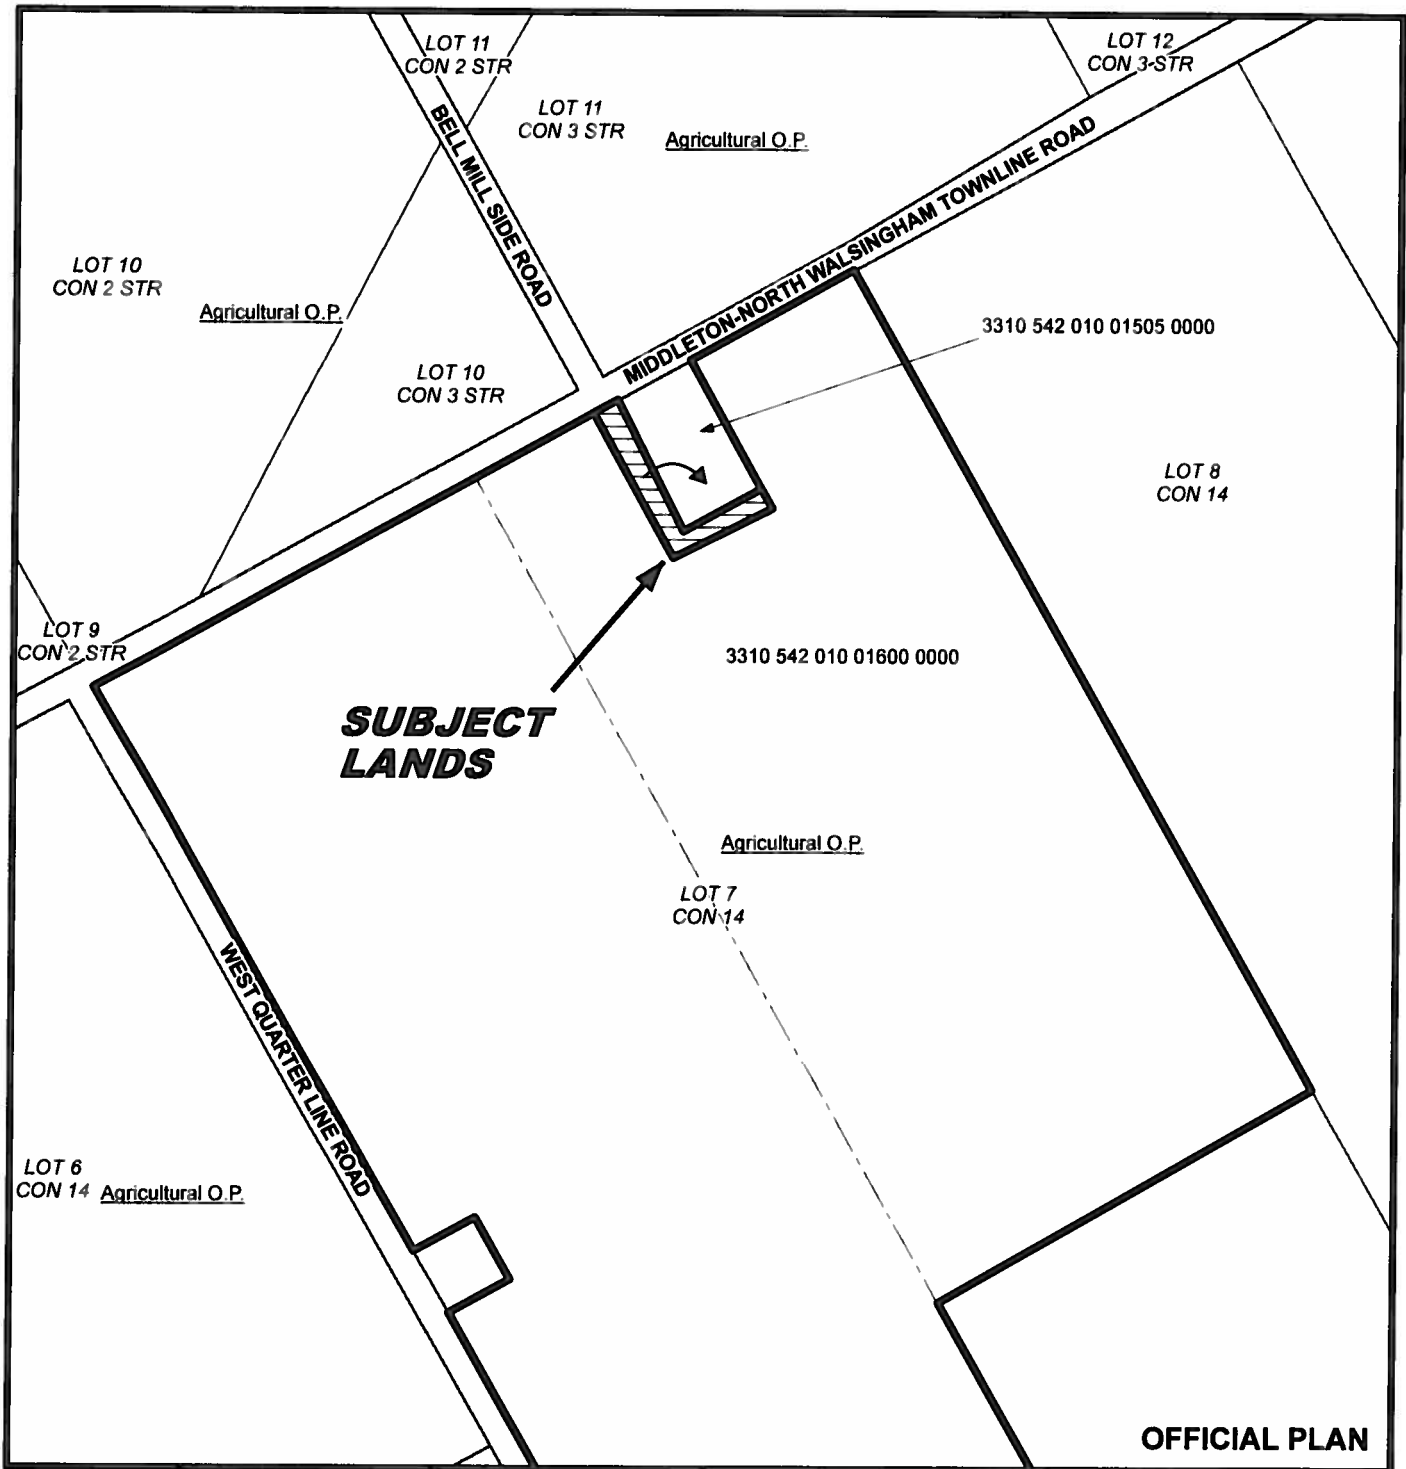 LOT 11
CON 2 STR
LOT 12
CON 3 STR
LOT 11
CON 3 STR
Agricultural O.P.
BELL MILL SIDE ROAD
MIDDLETON-NORTH WALSINGHAM TOWNLINE ROAD
LOT 10
CON 2 STR
Agricultural O.P.
3310 542 010 01505 0000
LOT 10
CON 3 STR
LOT 8
CON 14
LOT 9
CON 2 STR
3310 542 010 01600 0000
SUBJECT
LANDS
Agricultural O.P.
LOT 7
CON 14
WEST QUARTER LINE ROAD
LOT 6
CON 14 Agricultural O.P.
OFFICIAL PLAN